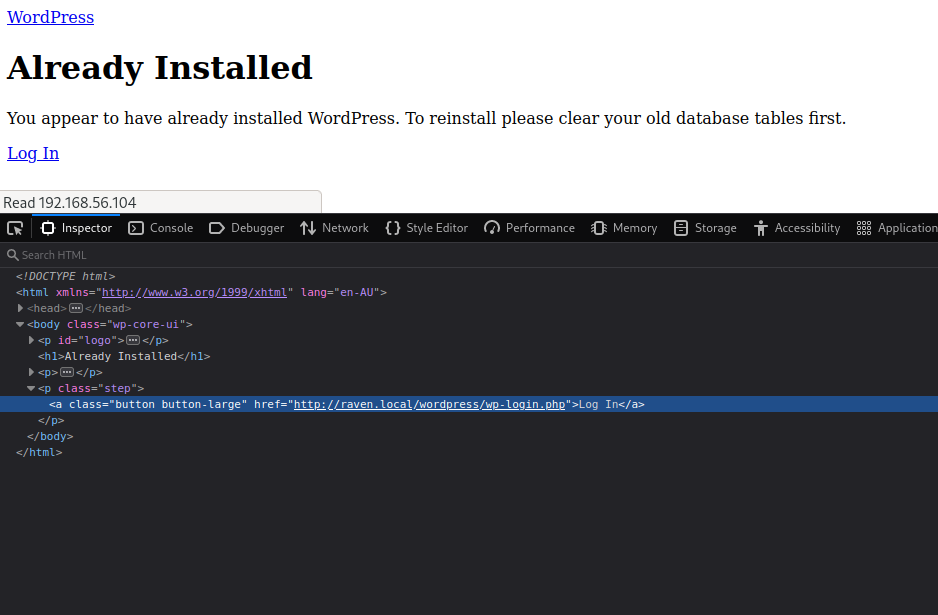 WordPress
Already Installed
You appear to have already installed WordPress. To reinstall please clear your old database tables first.
Log In
Read 192.168.56.104
Inspector Console Debugger Network Style Editor Performance Memory Storage Accessibility Application
Search HTML
<!DOCTYPE html>
<html xmlns="http://www.w3.org/1999/xhtml" lang="en-AU">
<head>···</head>
<body class="wp-core-ui">
<p id="logo">···</p>
<h1>Already Installed</h1>
<p>···</p>
<p class="step">
<a class="button button-large" href="http://raven.local/wordpress/wp-login.php">Log In</a>
</p>
</body>
</html>